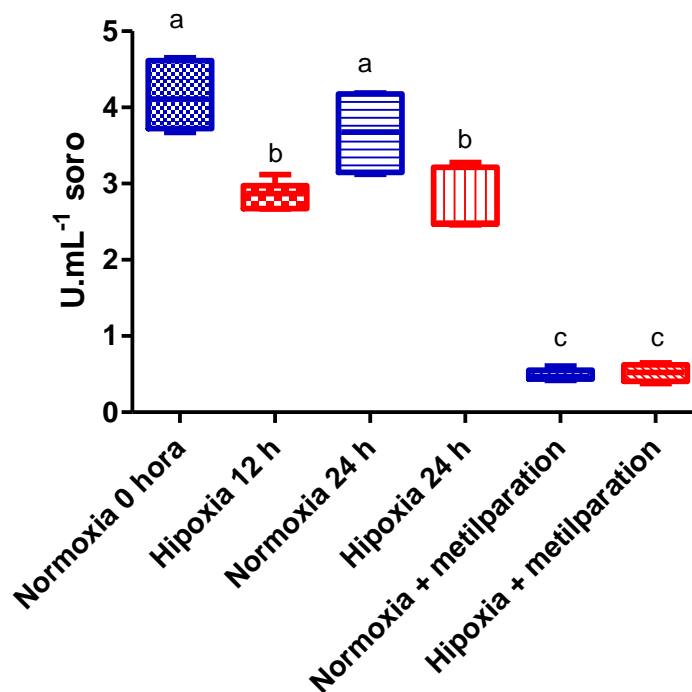 U.mL⁻¹ soro
5
4
3
2
1
0
a
b
a
b
c
c
Normoxia 0 hora
Hipoxia 12 h
Normoxia 24 h
Hipoxia 24 h
Normoxia + metilparation
Hipoxia + metilparation